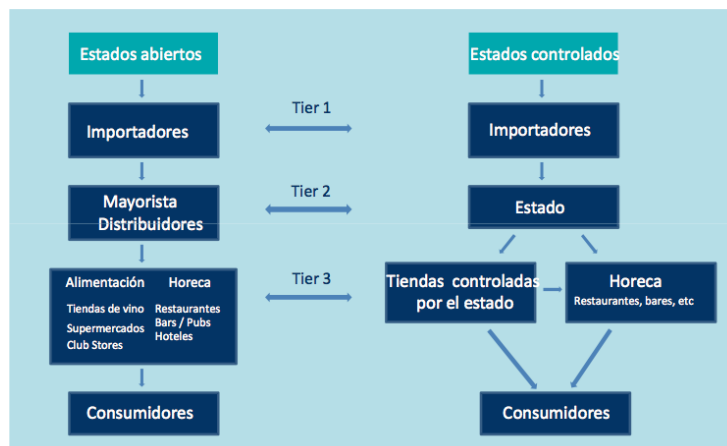 Estados abiertos
Estados controlados
Importadores
Tier 1
Importadores
Mayorista
Distribuidores
Tier 2
Estado
Alimentación
Horeca
Tiendas de vino
Supermercados
Club Stores
Restaurantes
Bars / Pubs
Hoteles
Tier 3
Tiendas controladas
por el estado
Horeca
Restaurantes, bares, etc
Consumidores
Consumidores